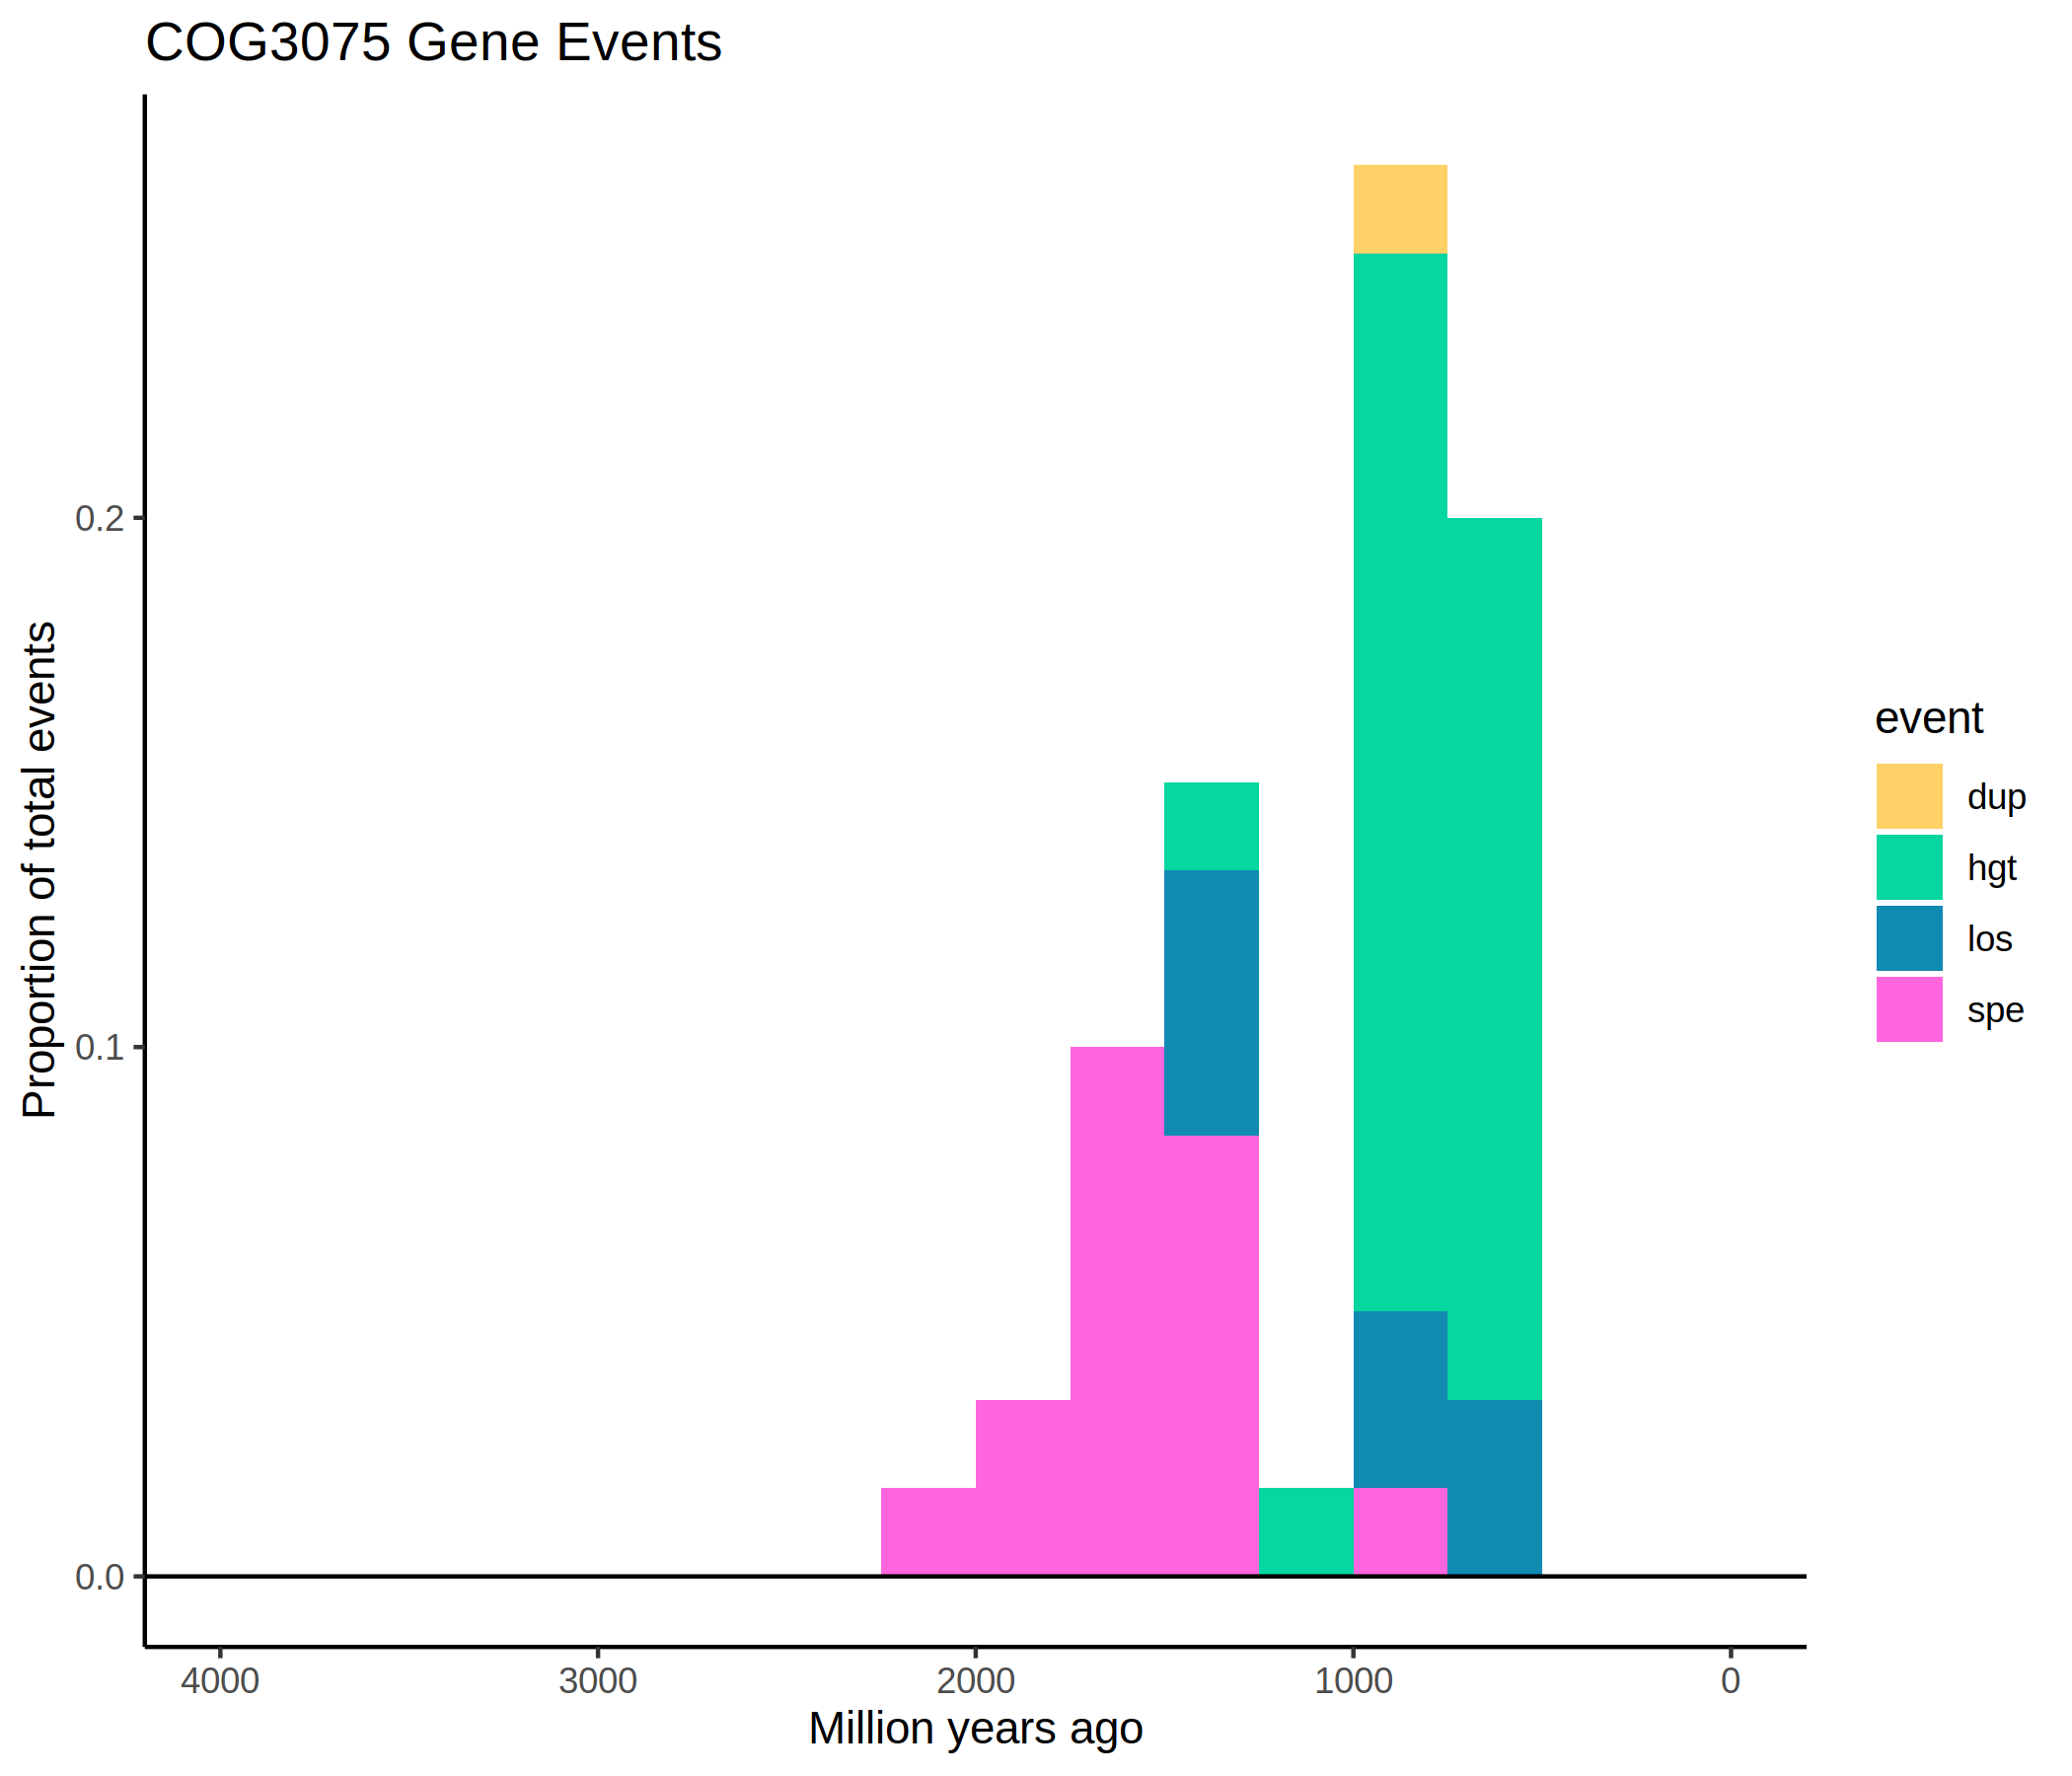 COG3075 Gene Events
Proportion of total events
0.2
0.1
0.0
4000 3000 2000 1000 0
Million years ago
event
dup
hgt
los
spe